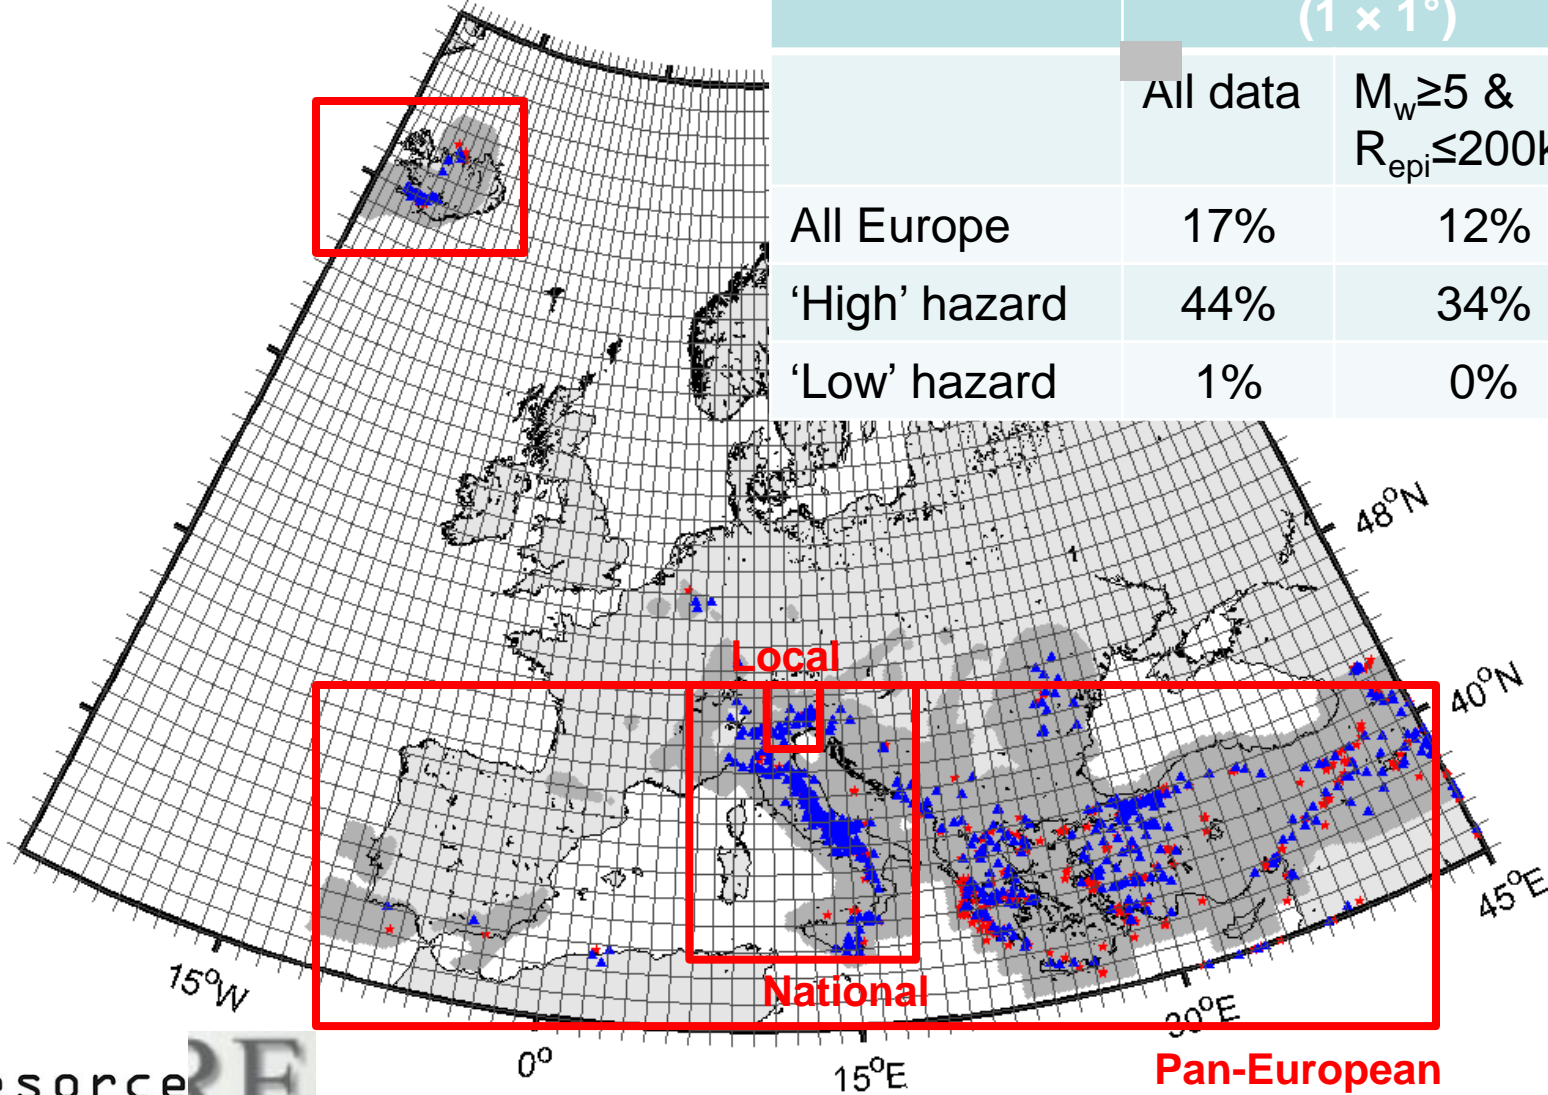 (1 × 1°)
All data
Mw≥5 &
Repi≤200k
All Europe 17% 12%
‘High’ hazard 44% 34%
‘Low’ hazard 1% 0%
48°N
1
Local
40°N
45°E
15°W
National
30°E
0°
15°E
Pan-European